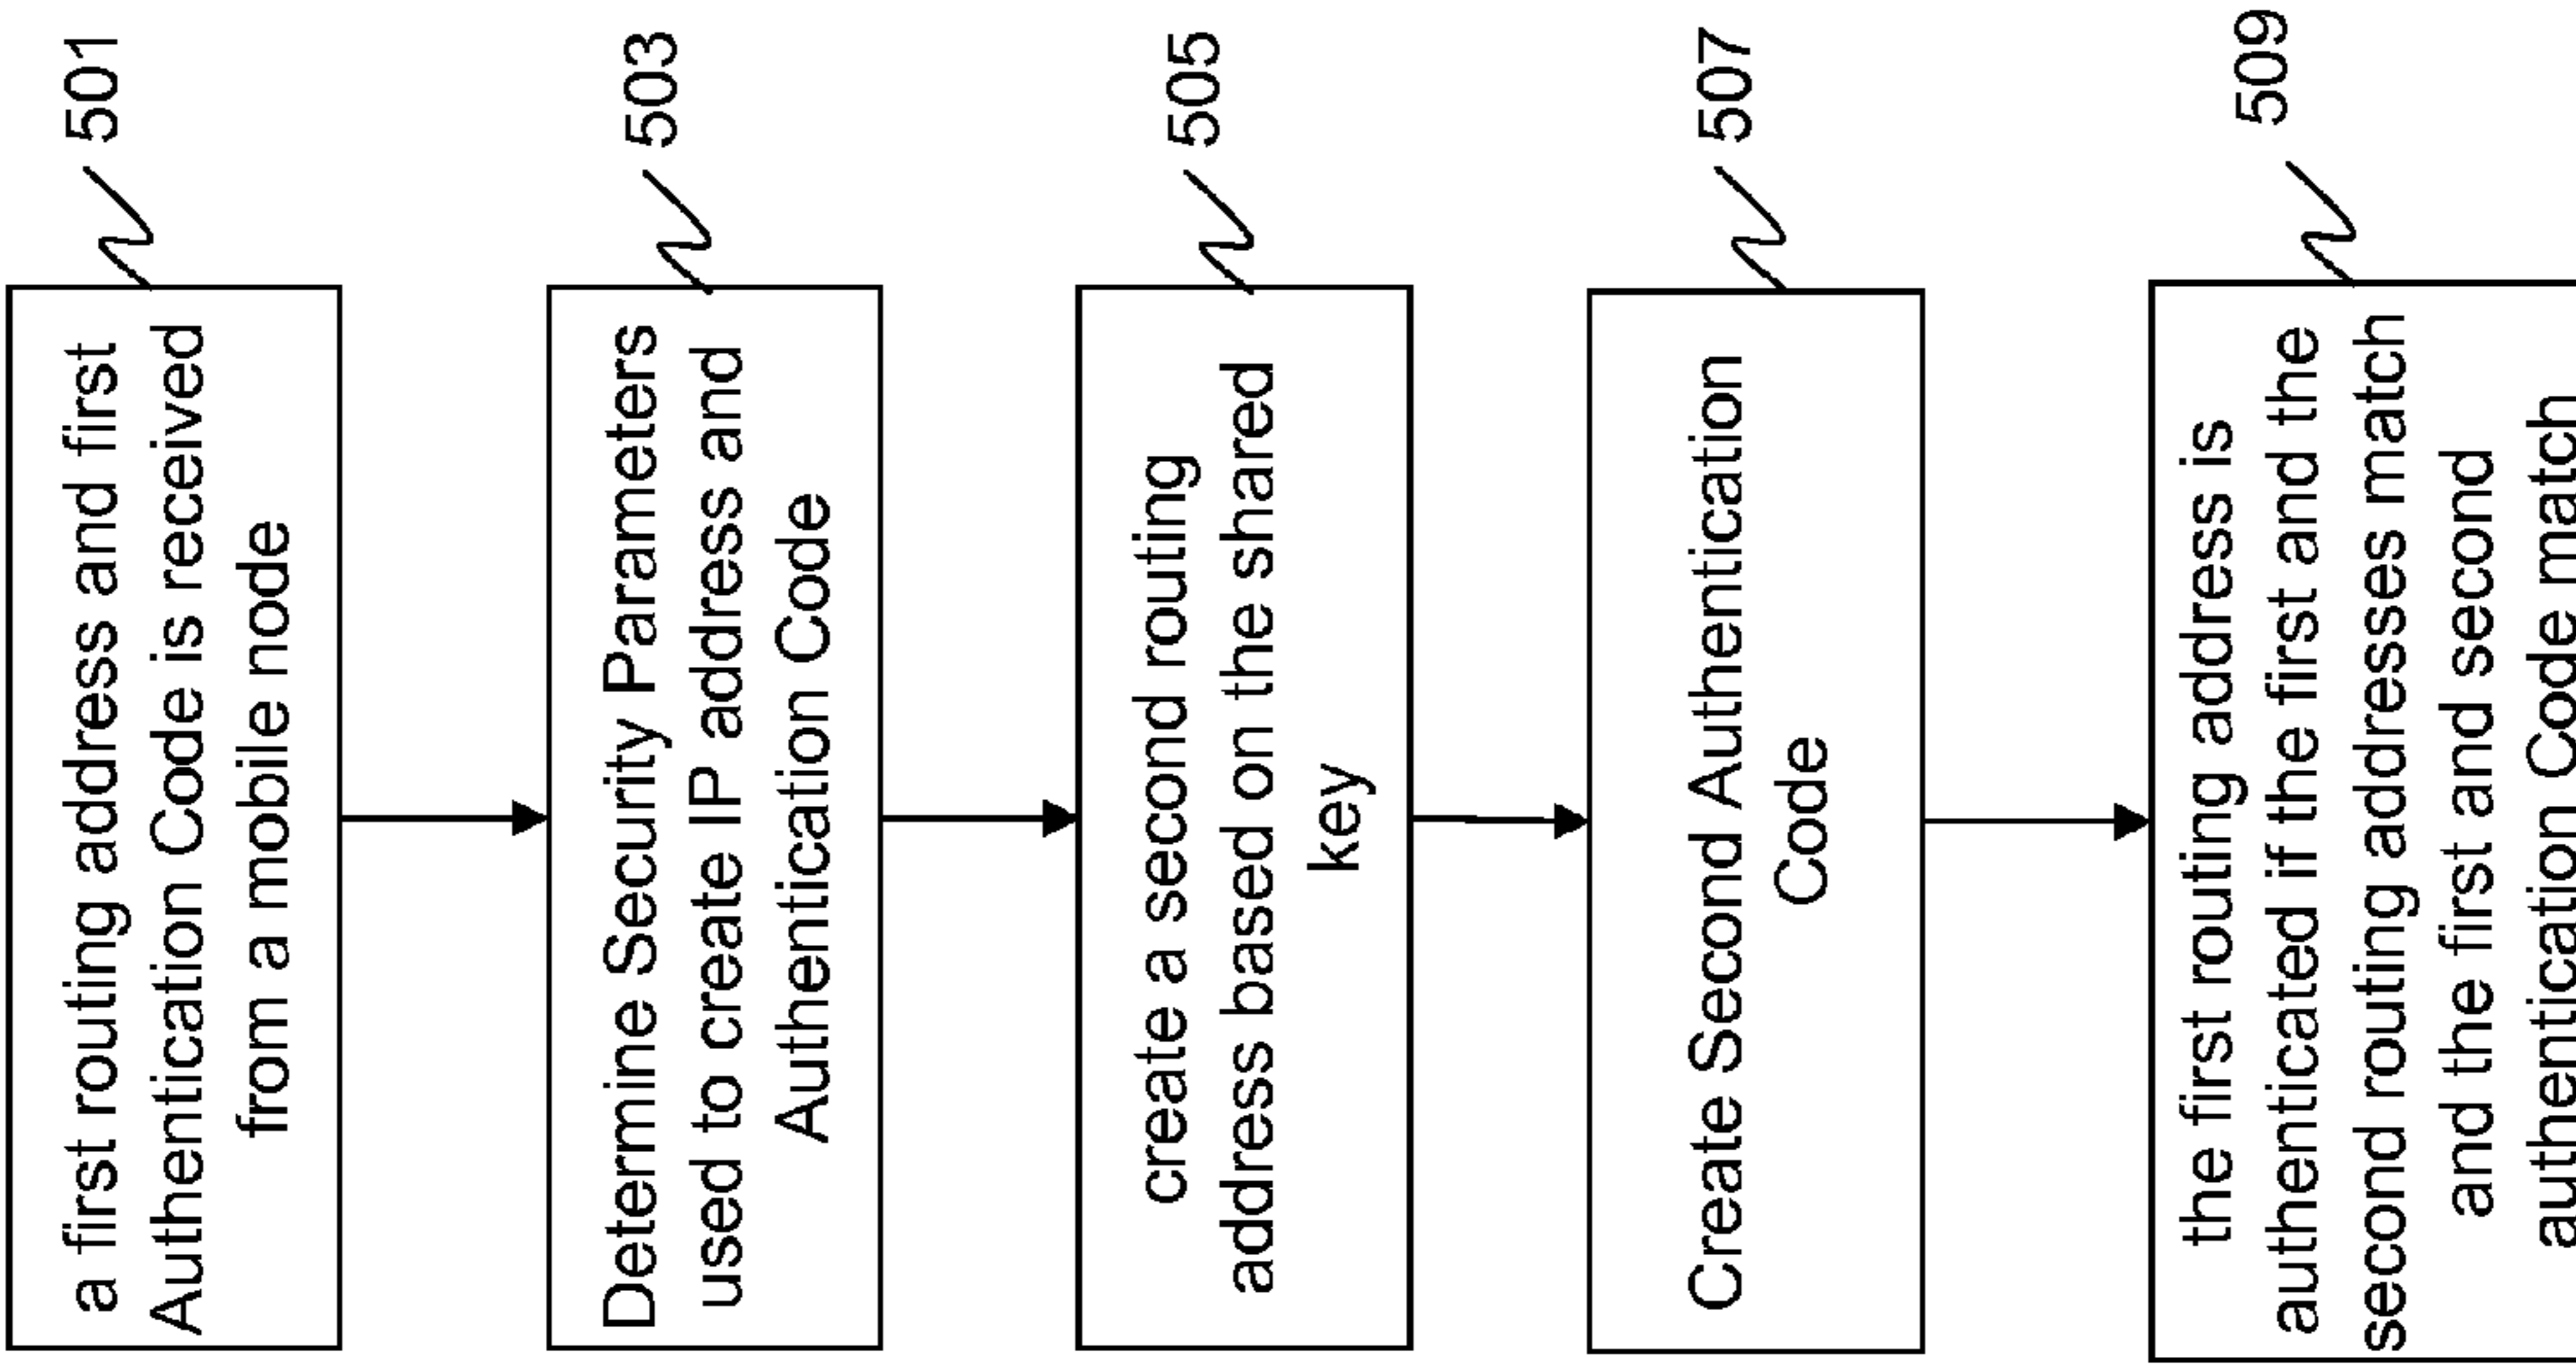 a first routing address and first
Authentication Code is received
from a mobile node
501
Determine Security Parameters
used to create IP address and
Authentication Code
503
create a second routing
address based on the shared
key
505
Create Second Authentication
Code
507
the first routing address is
authenticated if the first and the
second routing addresses match
and the first and second
authentication Code match
509